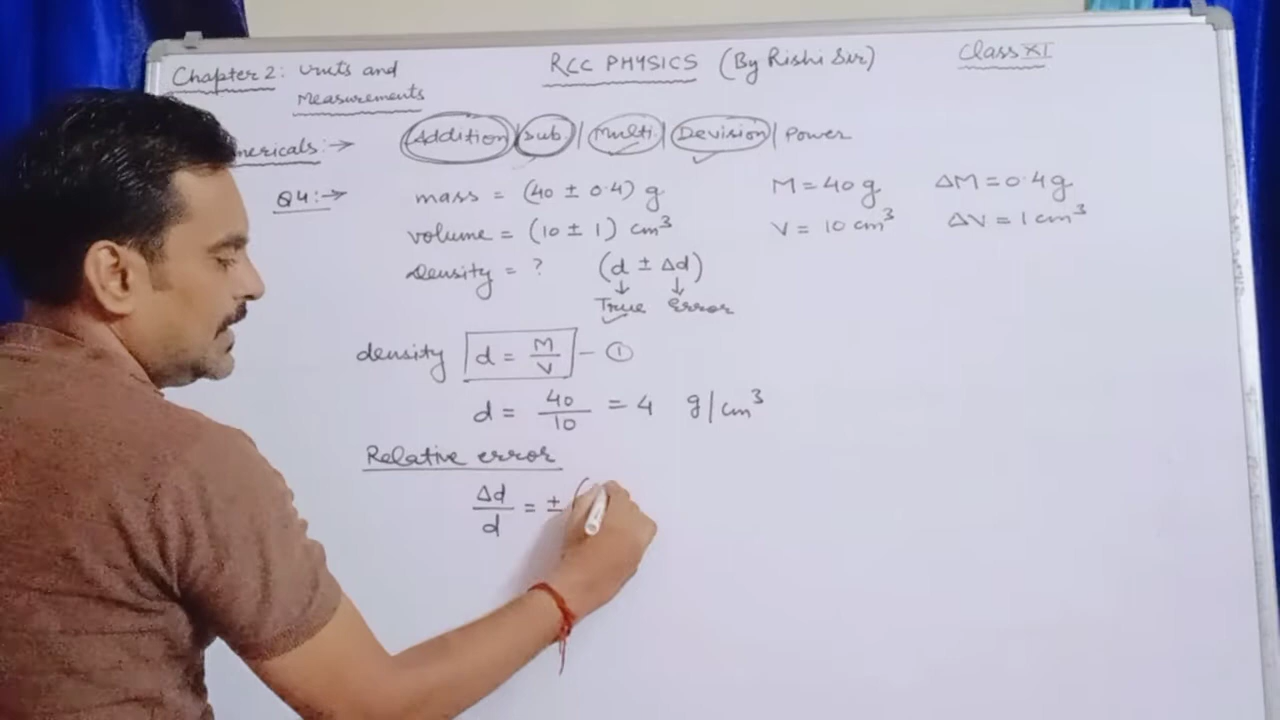 Chapter 2: Units and Measurements
RCC PHYSICS (By Rishi Sir)
Class XI
mericals:→ Addition / Sub. / Multi. / Devision / Power
Q4:→ mass = (40 ± 0.4) g M = 40 g ΔM = 0.4 g
volume = (10 ± 1) cm³ V = 10 cm³ ΔV = 1 cm³
Density = ? (d ± Δd)
↓ ↓
True Error
density d = M/V — ①
d = 40/10 = 4 g/cm³
Relative error
Δd/d = ± (